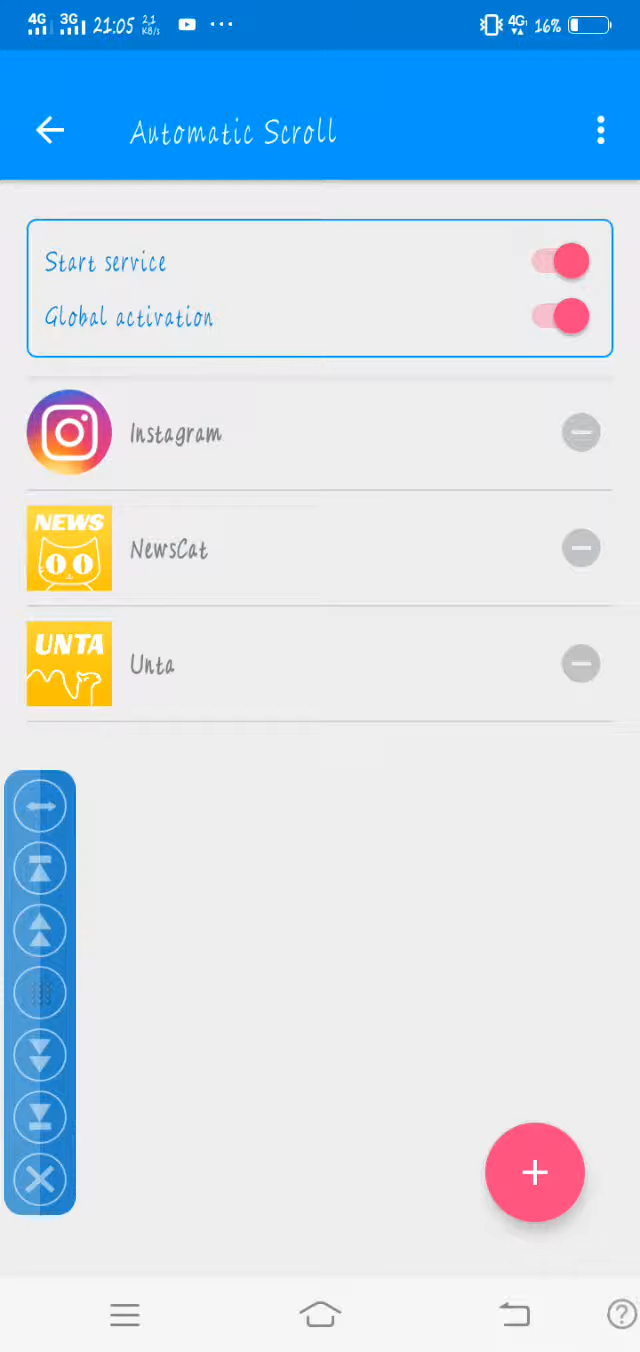 4G 3G 21:05 2,1 KB/s ... 4G 16%
Automatic Scroll
Start service
Global activation
Instagram
NEWS
NewsCat
UNTA
Unta